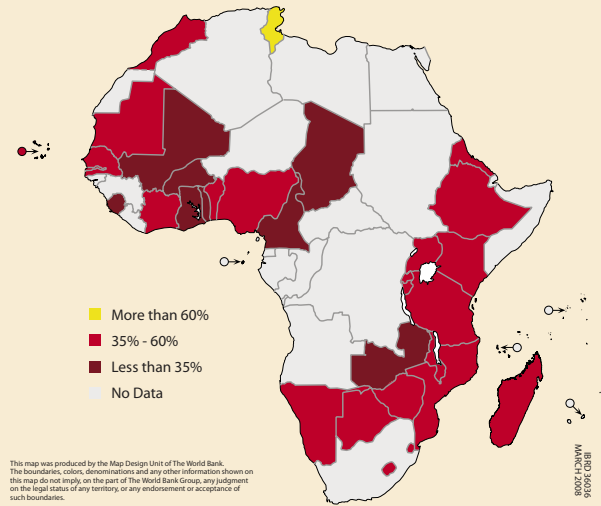 More than 60%
35% - 60%
Less than 35%
No Data
This map was produced by the Map Design Unit of The World Bank.
The boundaries, colors, denominations and any other information shown on
this map do not imply, on the part of The World Bank Group, any judgment
on the legal status of any territory, or any endorsement or acceptance of
such boundaries.
IBRD 36036
MARCH 2008